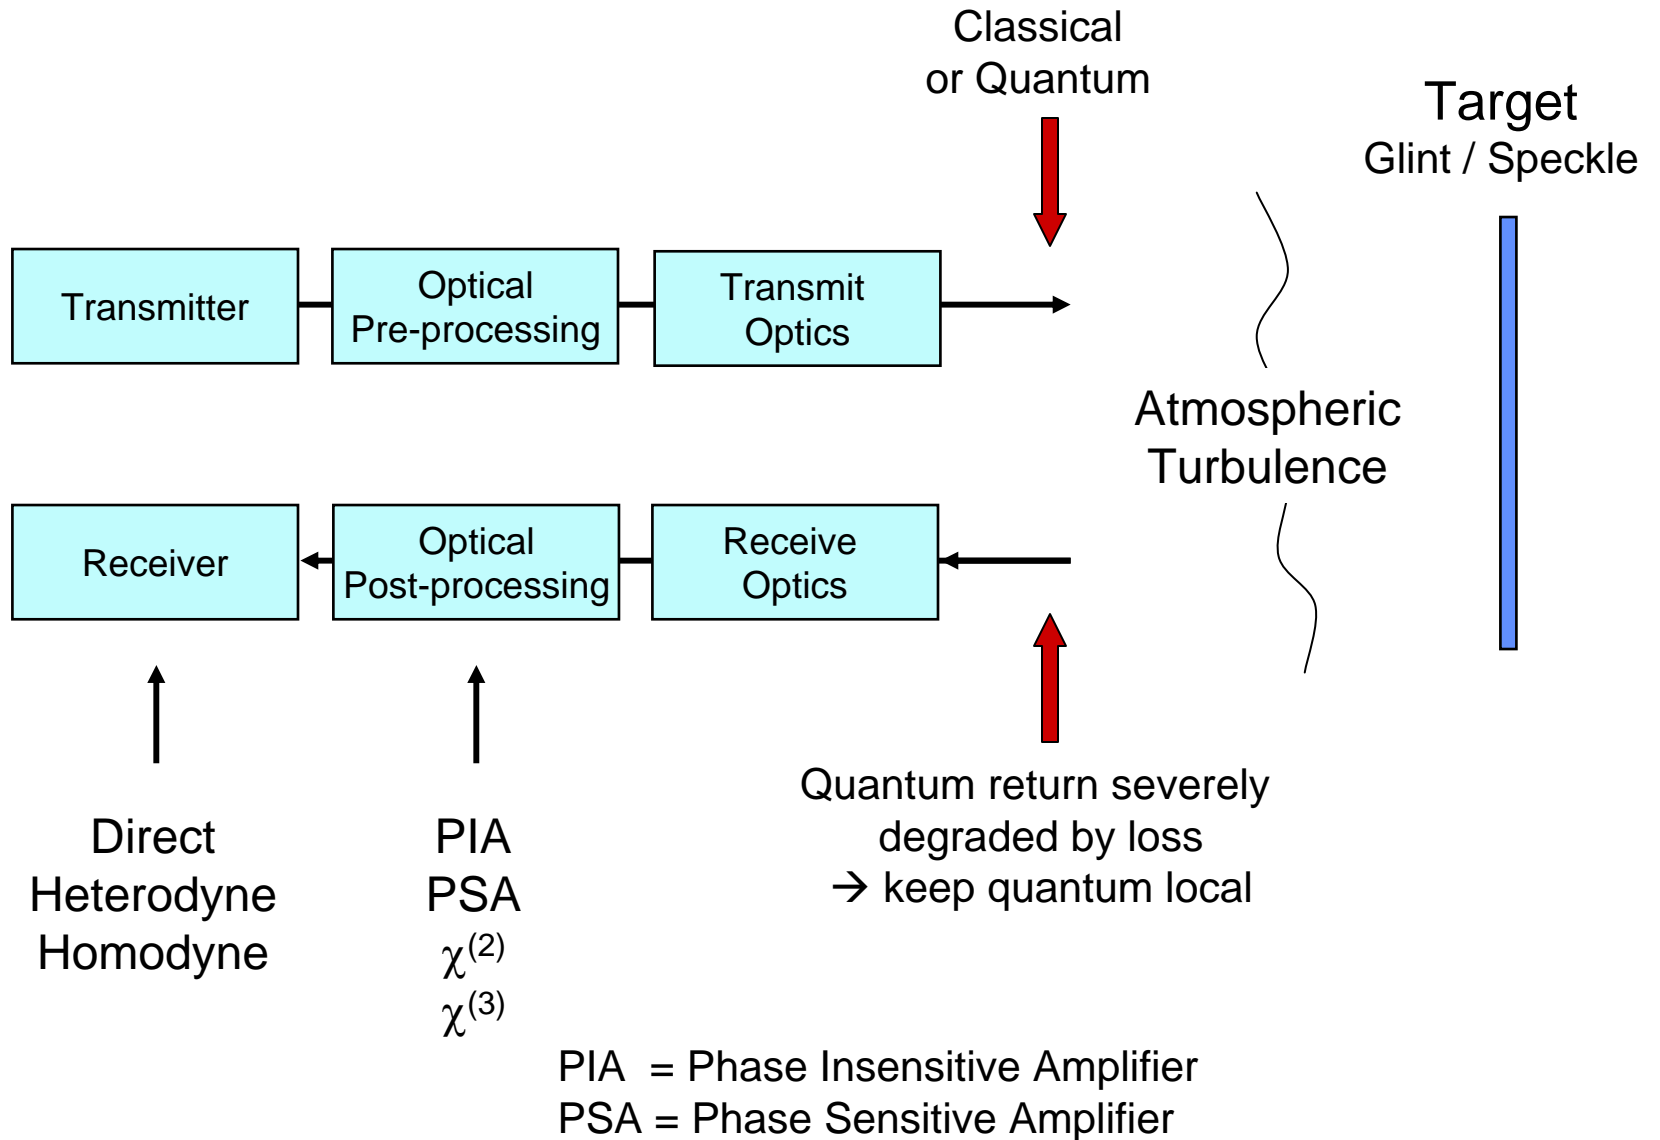 Classical
or Quantum
Target
Glint / Speckle
Transmitter
Optical
Pre-processing
Transmit
Optics
Atmospheric
Turbulence
Receiver
Optical
Post-processing
Receive
Optics
Quantum return severely
degraded by loss
→ keep quantum local
Direct
Heterodyne
Homodyne
PIA
PSA
χ(2)
χ(3)
PIA = Phase Insensitive Amplifier
PSA = Phase Sensitive Amplifier